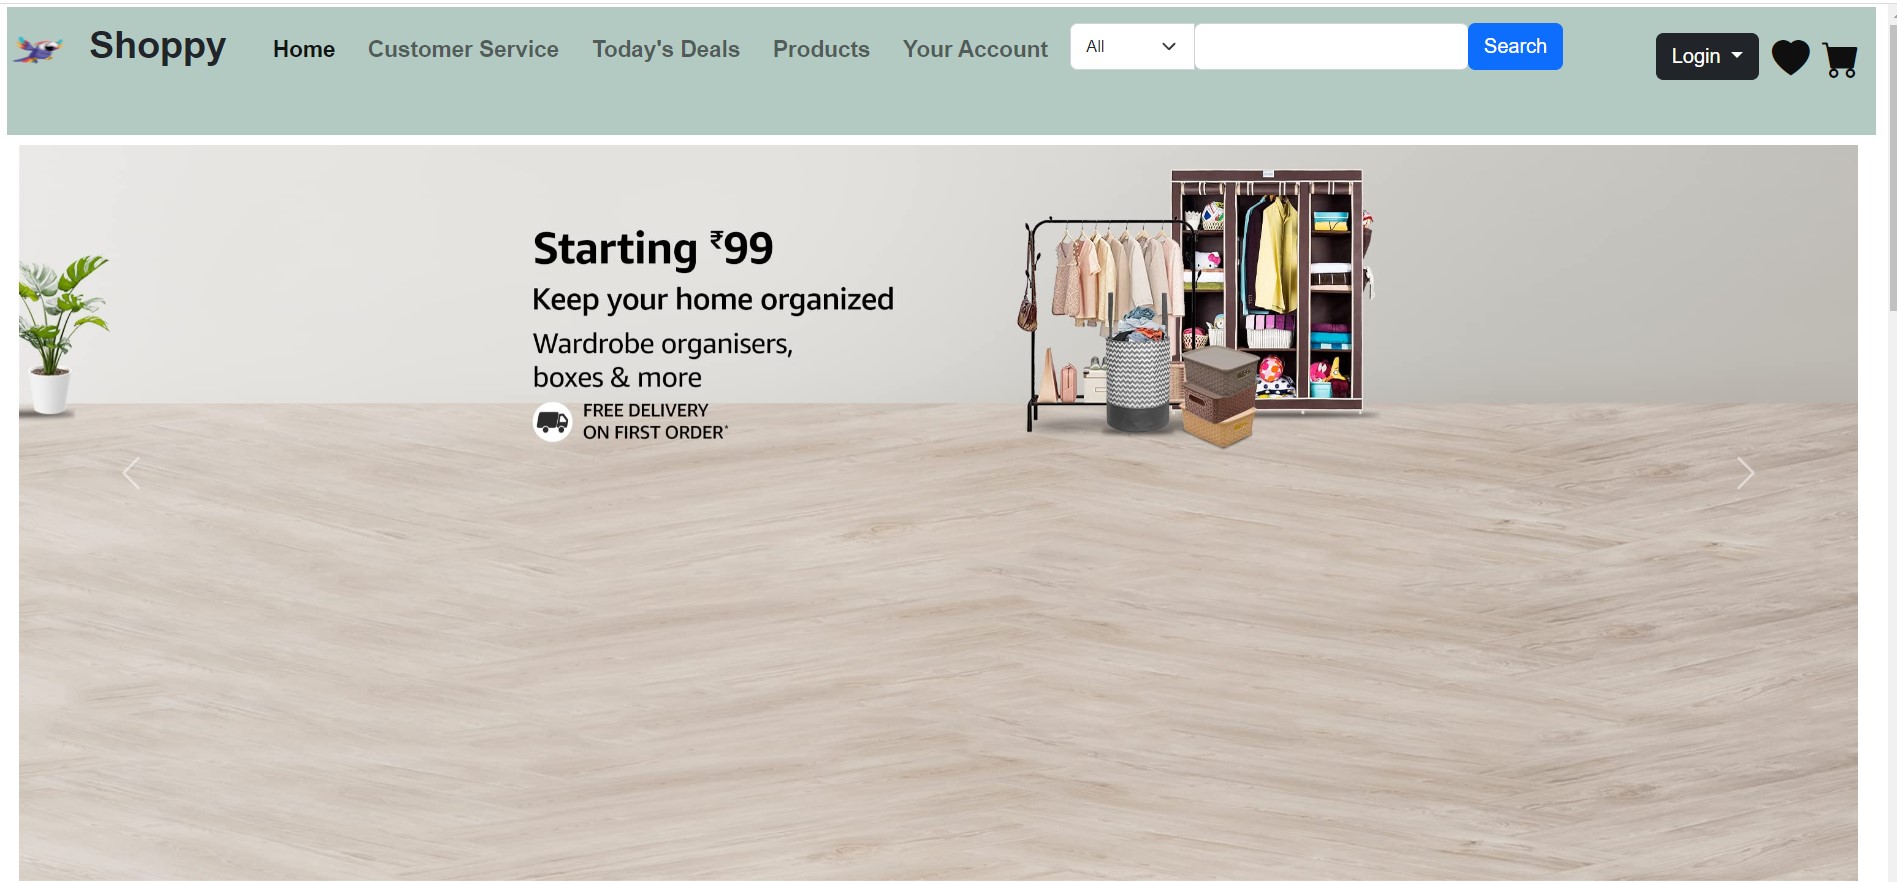 Shoppy
Home
Customer Service
Today's Deals
Products
Your Account
All
Search
Login
Starting ₹99
Keep your home organized
Wardrobe organisers,
boxes & more
FREE DELIVERY
ON FIRST ORDER*